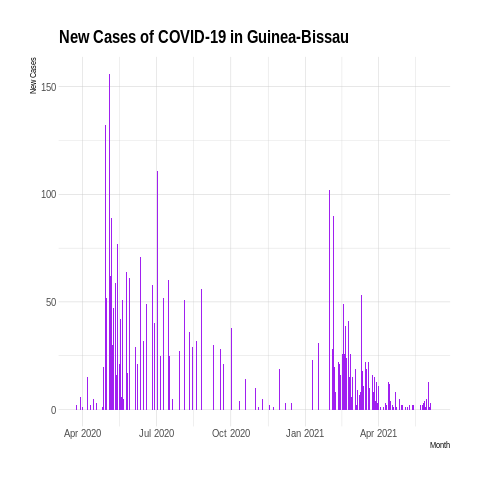 New Cases of COVID-19 in Guinea-Bissau
New Cases
150
100
50
0
Apr 2020 Jul 2020 Oct 2020 Jan 2021 Apr 2021
Month